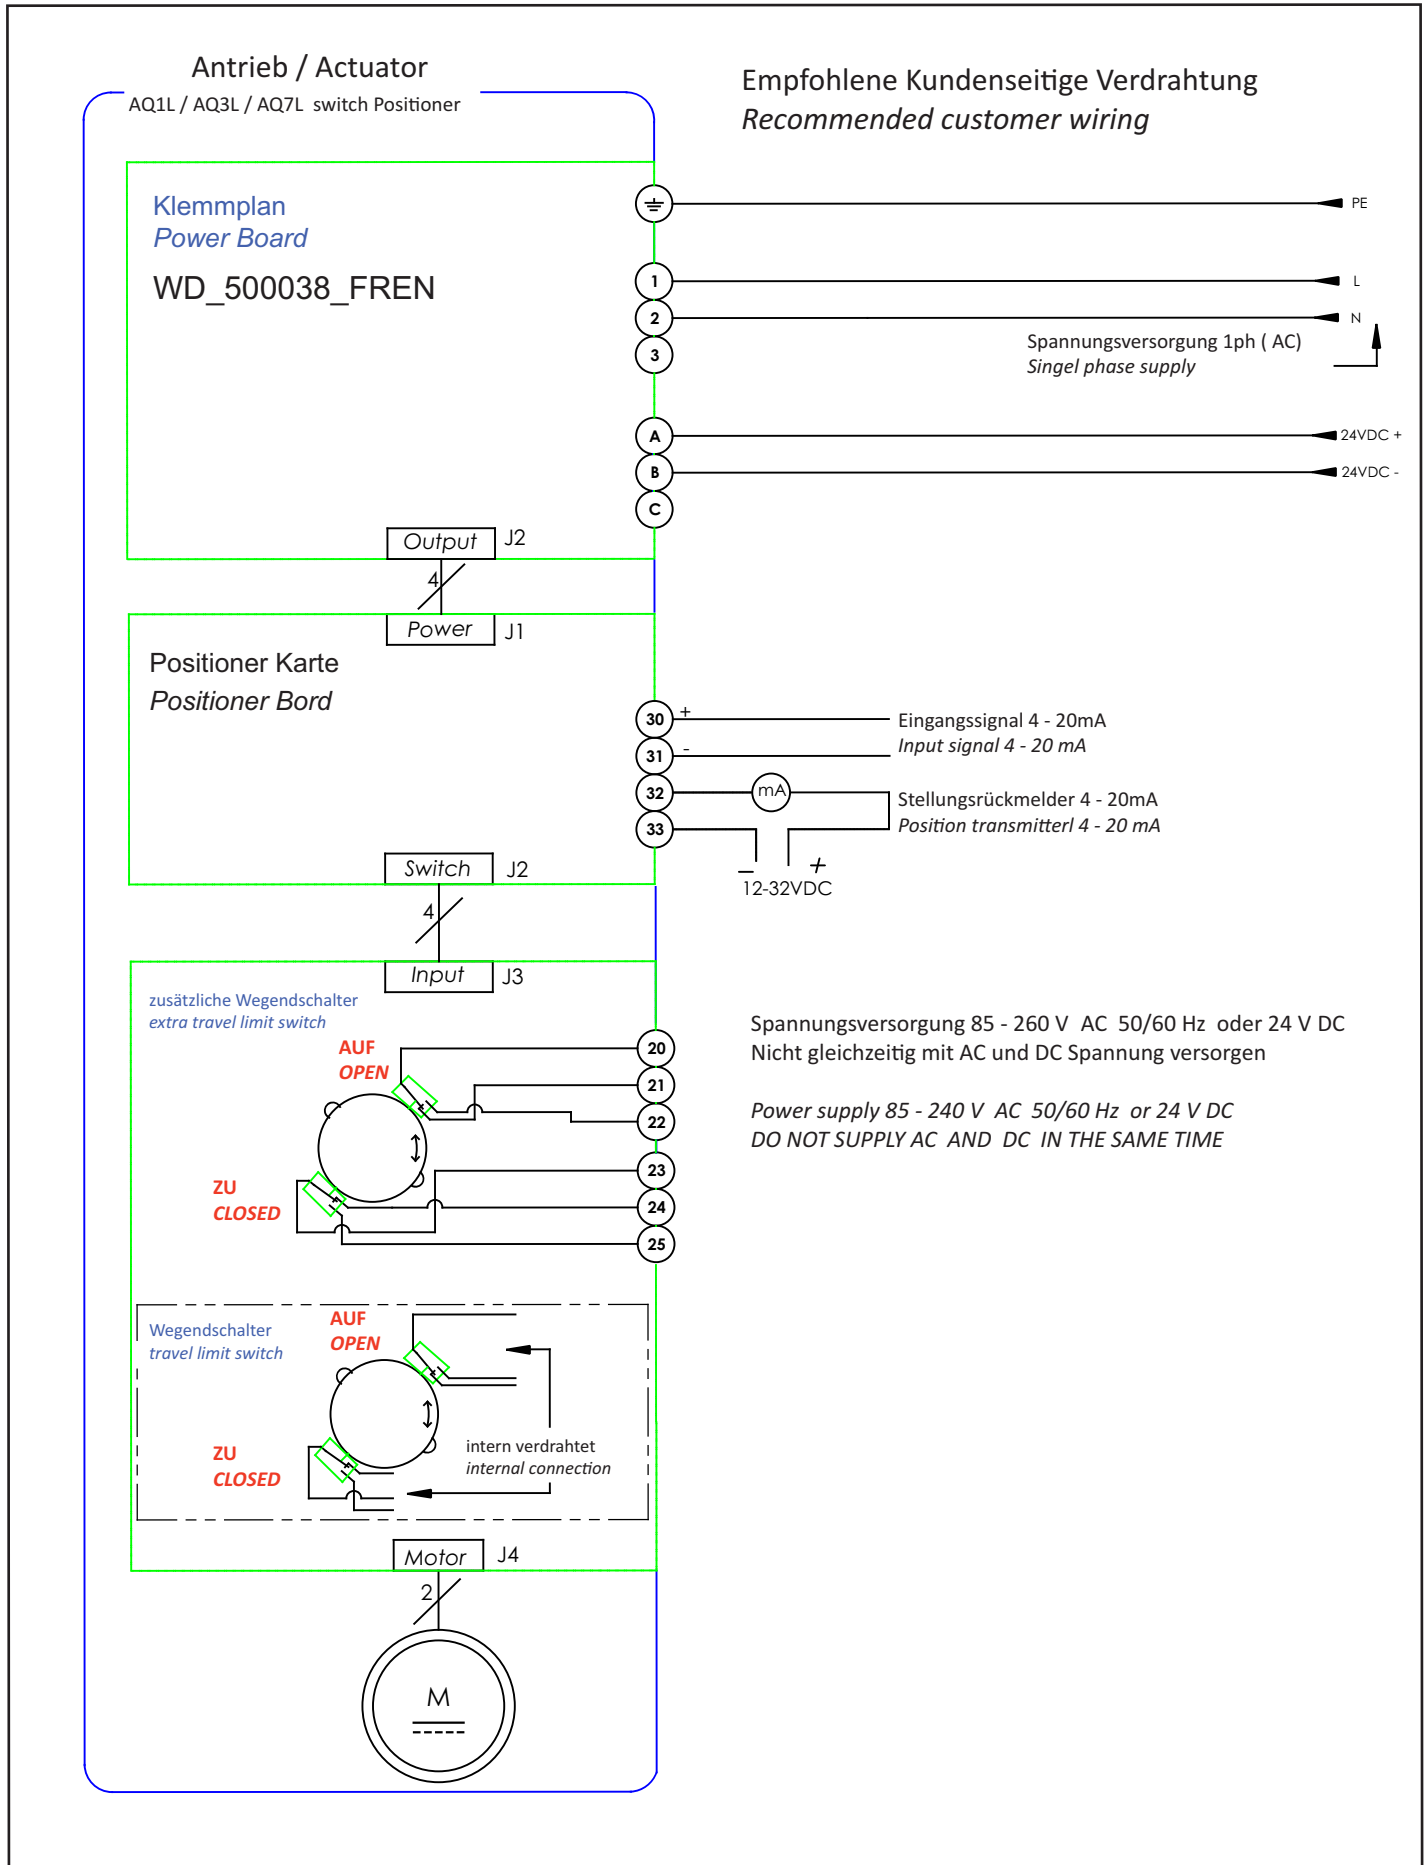 Antrieb / Actuator
AQ1L / AQ3L / AQ7L switch Positioner
Empfohlene Kundenseitige Verdrahtung
Recommended customer wiring
Klemmplan
Power Board
WD_500038_FREN
PE
1
L
2
N
3
Spannungsversorgung 1ph ( AC)
Singel phase supply
A
24VDC +
B
24VDC -
C
Output J2
4
Power J1
Positioner Karte
Positioner Bord
30 +
31 -
Eingangssignal 4 - 20mA
Input signal 4 - 20 mA
32
mA
33
Stellungsrückmelder 4 - 20mA
Position transmitterl 4 - 20 mA
- +
12-32VDC
Switch J2
4
Input J3
zusätzliche Wegendschalter
extra travel limit switch
AUF
OPEN
20
21
22
23
24
25
ZU
CLOSED
Spannungsversorgung 85 - 260 V AC 50/60 Hz oder 24 V DC
Nicht gleichzeitig mit AC und DC Spannung versorgen
Power supply 85 - 240 V AC 50/60 Hz or 24 V DC
DO NOT SUPPLY AC AND DC IN THE SAME TIME
Wegendschalter
travel limit switch
AUF
OPEN
ZU
CLOSED
intern verdrahtet
internal connection
Motor J4
2
M